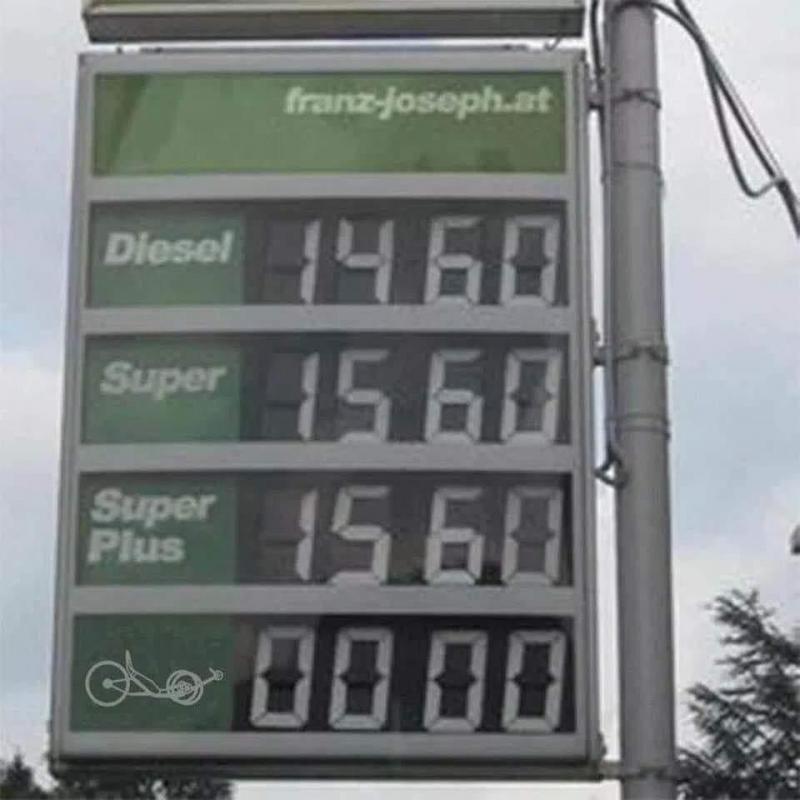 franz-joseph.at
Diesel 1460
Super 1560
Super Plus 1560
0000